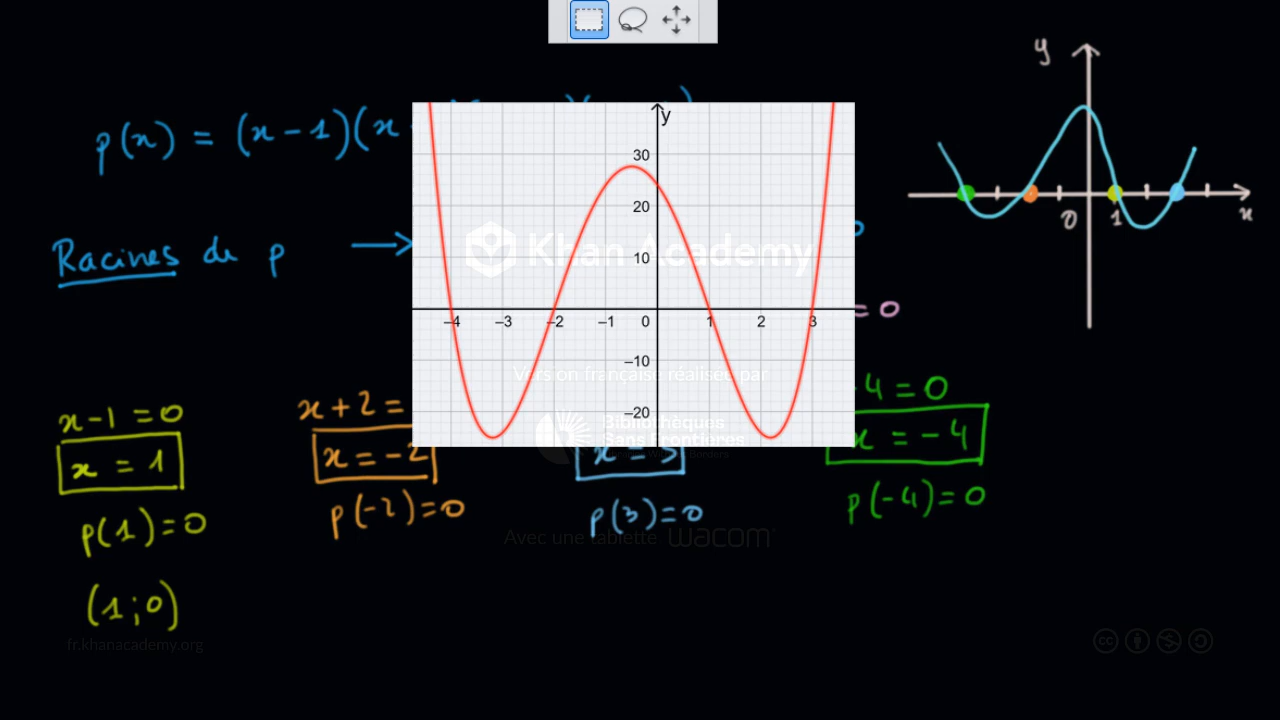 y
p(x) = (x-1)(x
y
30
20
10
-4 -3 -2 -1 0 1 2 3
-10
-20
0 1
x
Racines de p →
Khan Academy
= 0
Version française réalisée par
Bibliothèques
Sans Frontières
x-1 = 0
x = 1
p(1) = 0
(1;0)
x+2 =
x = -2
p(-2) = 0
p(3) = 0
4 = 0
x = -4
p(-4) = 0
Avec une tablette wacom
fr.khanacademy.org
cc